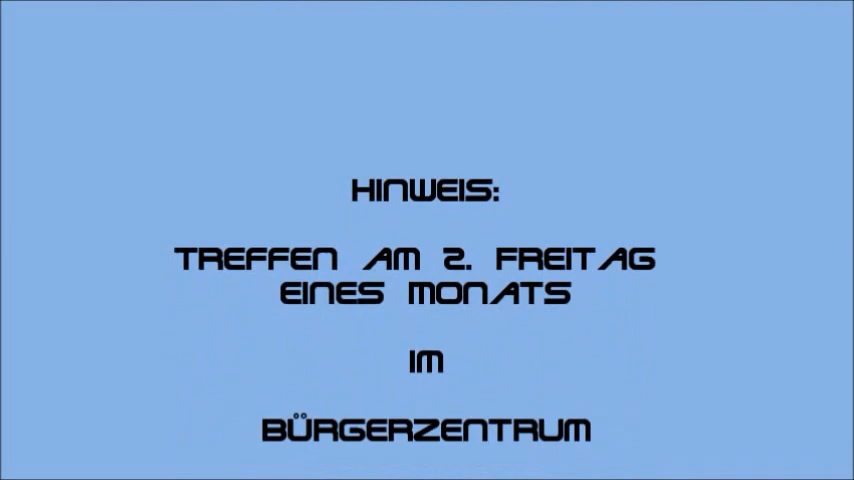 HINWEIS:
TREFFEN AM 2. FREITAG
EINES MONATS
IM
BÜRGERZENTRUM